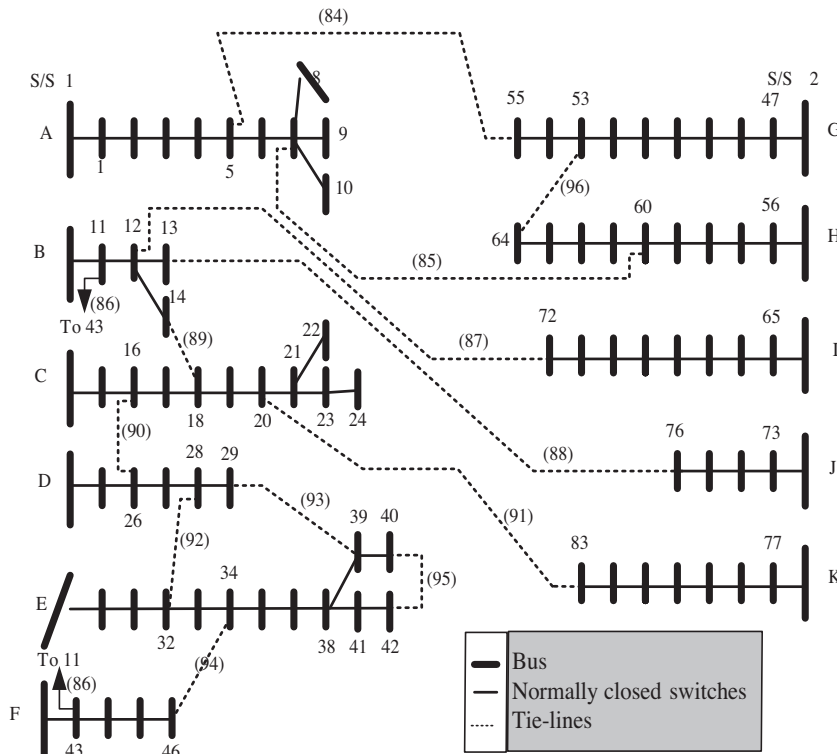 (84)
S/S 1
8
S/S 2
55 53 47
A
G
1 5 9
(96)
10
11 12 13 60 56
B
64
H
(85)
(86)
14
To 43
72 65
22
(89)
(87)
I
16 21
C
18 20 23 24
(90)
28 29
76 73
D
(88)
J
26
(93)
(91)
(92)
39 40
83 77
34
(95)
E
K
32 38 41 42
To 11
(94)
(86)
F
43 46
Bus
Normally closed switches
Tie-lines